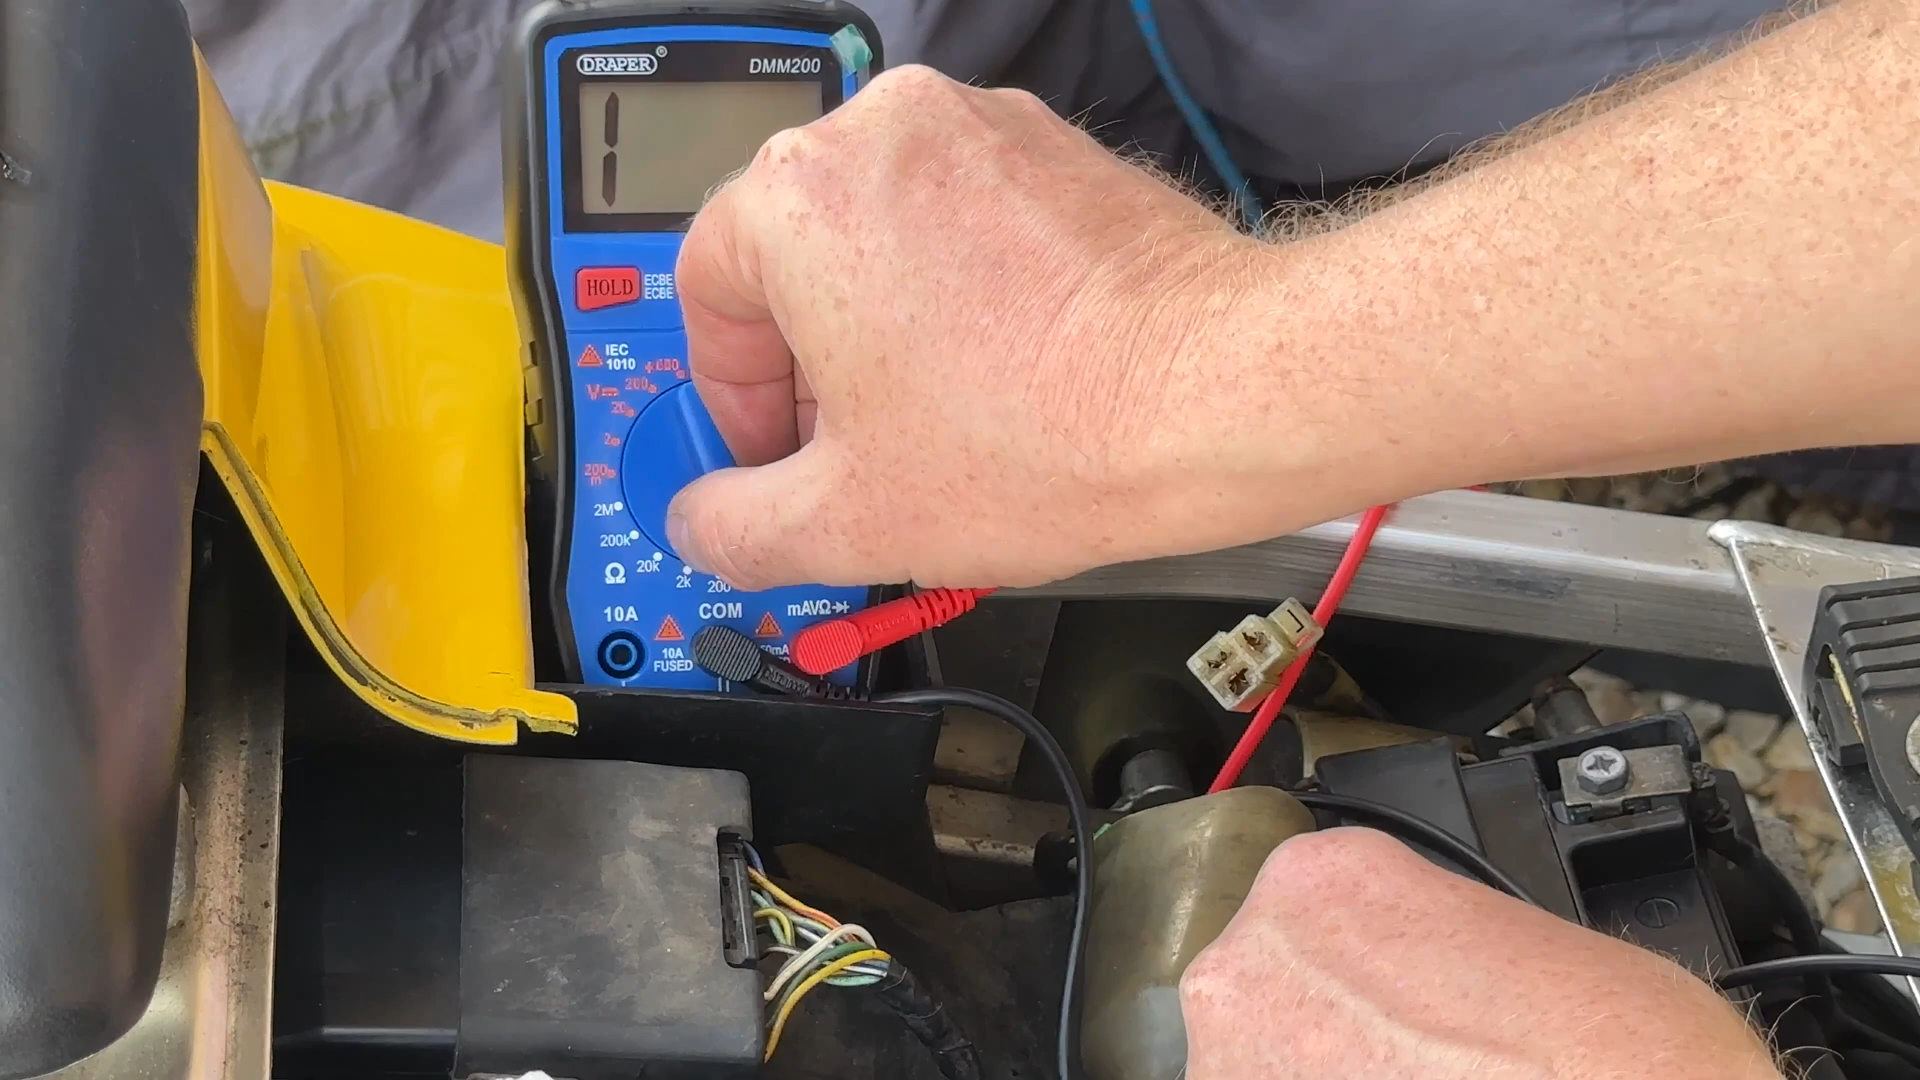 DRAPER® DMM200
1
HOLD
IEC
1010
600
200
V
20
2
200
m
2M
200k
20k
2k
200
Ω
10A
COM
mAVΩ
10A
FUSED